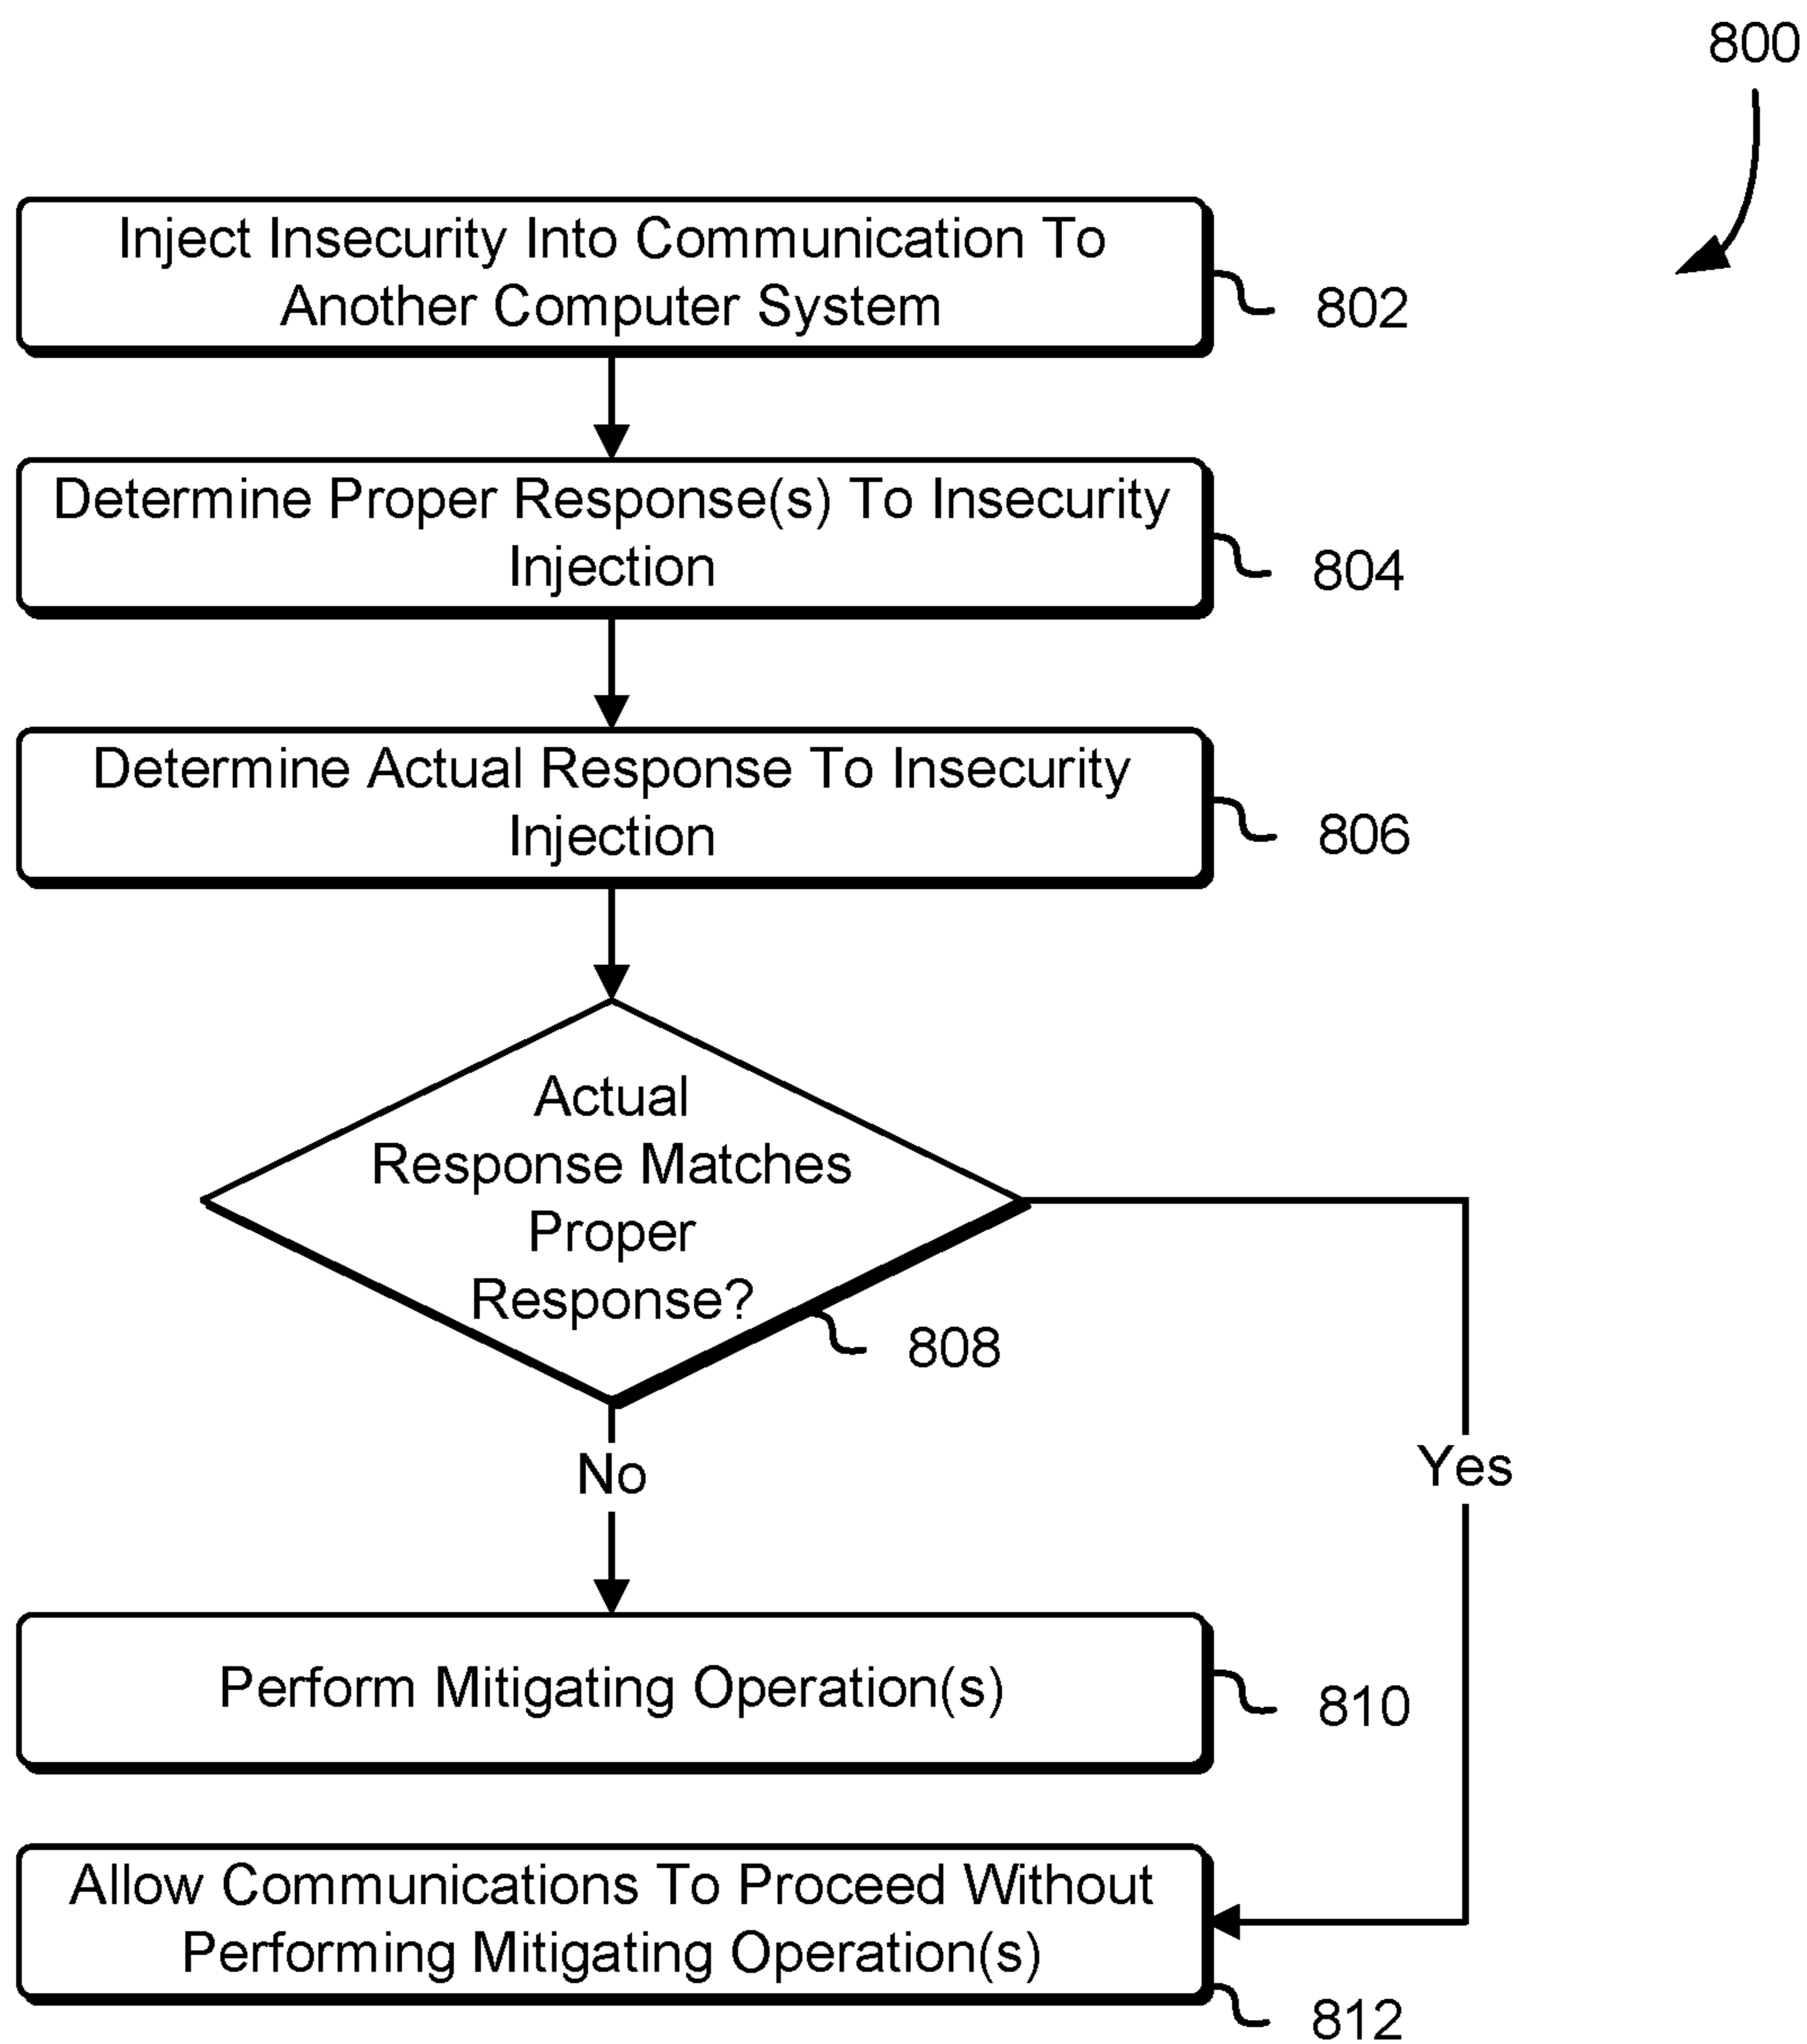 800
Inject Insecurity Into Communication To
Another Computer System
802
Determine Proper Response(s) To Insecurity
Injection
804
Determine Actual Response To Insecurity
Injection
806
Actual
Response Matches
Proper
Response?
808
No
Yes
Perform Mitigating Operation(s)
810
Allow Communications To Proceed Without
Performing Mitigating Operation(s)
812